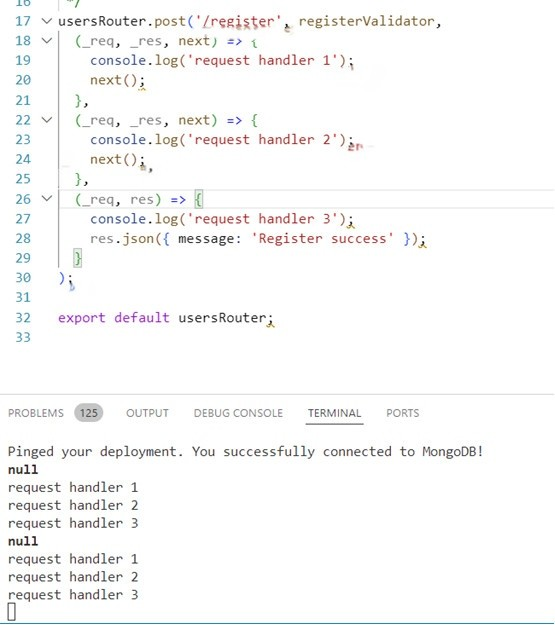 16 */
17 usersRouter.post('/register', registerValidator,
18 (_req, _res, next) => {
19 console.log('request handler 1');
20 next();
21 },
22 (_req, _res, next) => {
23 console.log('request handler 2');
24 next();
25 },
26 (_req, res) => {
27 console.log('request handler 3');
28 res.json({ message: 'Register success' });
29 }
30 );
31
32 export default usersRouter;
33
PROBLEMS 125 OUTPUT DEBUG CONSOLE TERMINAL PORTS
Pinged your deployment. You successfully connected to MongoDB!
null
request handler 1
request handler 2
request handler 3
null
request handler 1
request handler 2
request handler 3